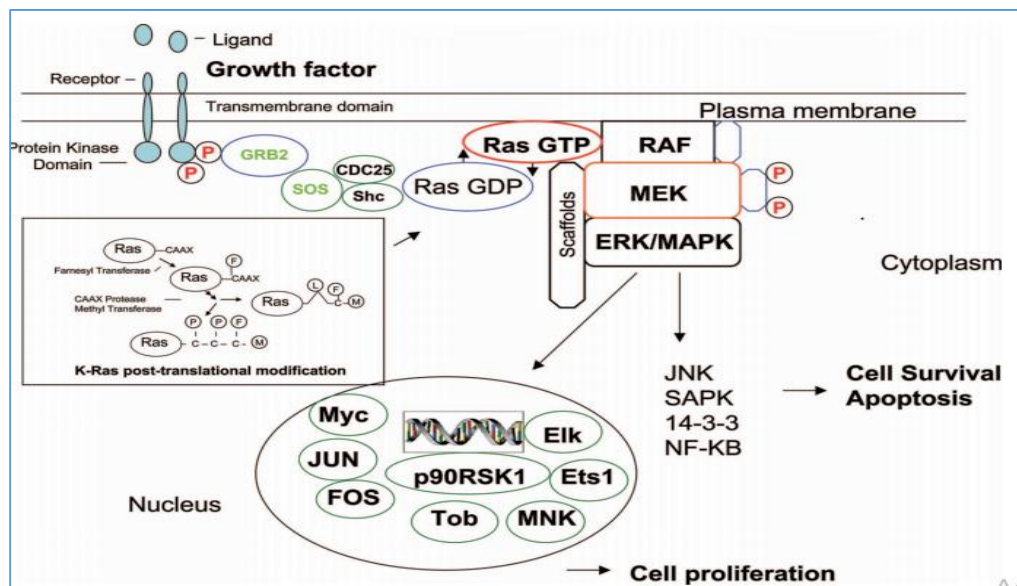 Ligand
Growth factor
Receptor
Transmembrane domain
Plasma membrane
Protein Kinase
Domain
P
P
GRB2
SOS
CDC25
Shc
Ras GDP
Ras GTP
RAF
MEK
ERK/MAPK
Scaffolds
P
P
Cytoplasm
Ras
CAAX
Farnesyl Transferase
F
Ras
CAAX
CAAX Protease
Methyl Transferase
L
F
Ras
C
M
P
P
F
Ras
C
C
C
M
K-Ras post-translational modification
JNK
SAPK
14-3-3
NF-KB
Cell Survival
Apoptosis
Myc
Elk
JUN
p90RSK1
Ets1
FOS
Tob
MNK
Nucleus
Cell proliferation